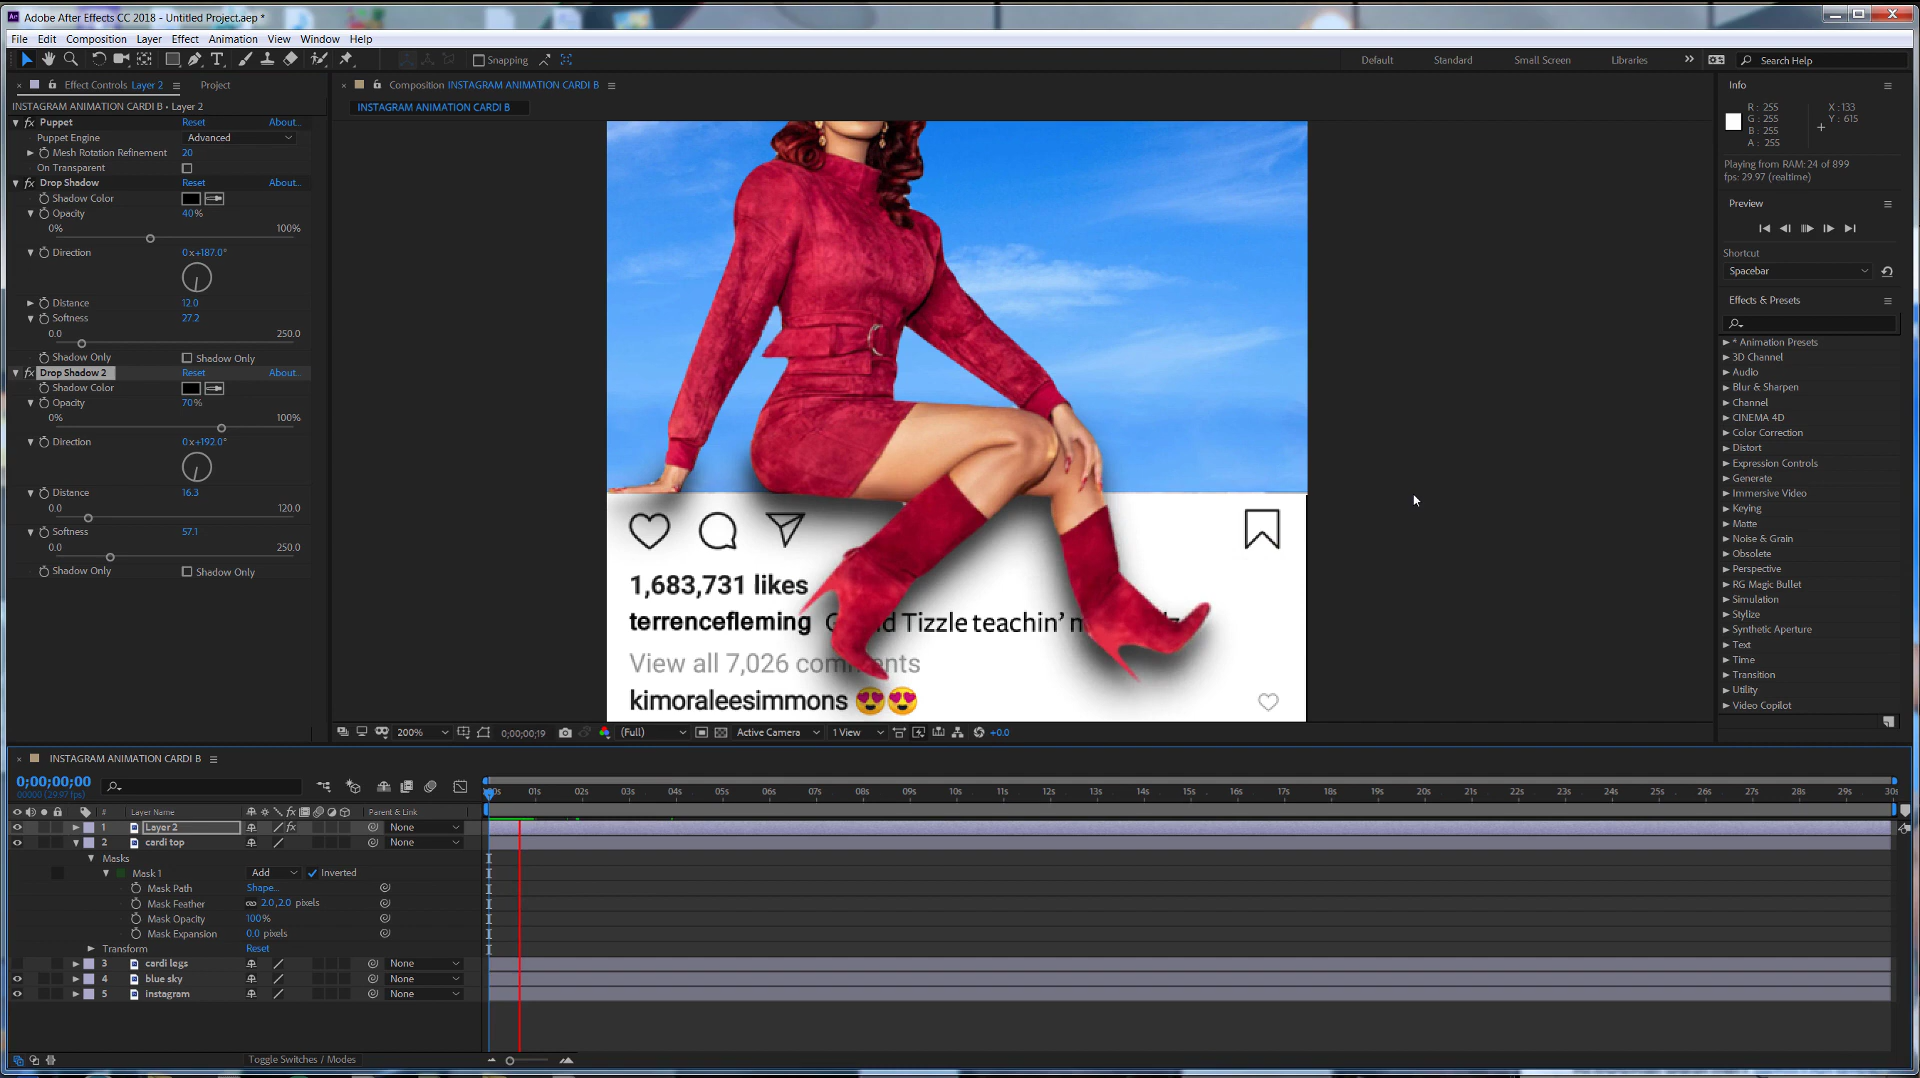 Adobe After Effects CC 2018 - Untitled Project.aep *
File Edit Composition Layer Effect Animation View Window Help
Snapping
Default Standard Small Screen Libraries
Search Help
Effect Controls Layer 2
Project
INSTAGRAM ANIMATION CARDI B • Layer 2
fx Puppet Reset About...
Puppet Engine Advanced
Mesh Rotation Refinement 20
On Transparent
fx Drop Shadow Reset About...
Shadow Color
Opacity 40%
0% 100%
Direction 0x+187.0°
Distance 12.0
Softness 27.2
0.0 250.0
Shadow Only Shadow Only
fx Drop Shadow 2 Reset About...
Shadow Color
Opacity 70%
0% 100%
Direction 0x+192.0°
Distance 16.3
0.0 120.0
Softness 57.1
0.0 250.0
Shadow Only Shadow Only
Composition INSTAGRAM ANIMATION CARDI B
INSTAGRAM ANIMATION CARDI B
1,683,731 likes
terrencefleming Tizzle teachin'
View all 7,026
kimoraleesimmons 😍😍
200% 0;00;00;19 (Full) Active Camera 1 View +0.0
Info
R: 255 X: 133
G: 255 Y: 615
B: 255
A: 255
Playing from RAM: 24 of 899
fps: 29.97 (realtime)
Preview
Shortcut
Spacebar
Effects & Presets
* Animation Presets
3D Channel
Audio
Blur & Sharpen
Channel
CINEMA 4D
Color Correction
Distort
Expression Controls
Generate
Immersive Video
Keying
Matte
Noise & Grain
Obsolete
Perspective
RG Magic Bullet
Simulation
Stylize
Synthetic Aperture
Text
Time
Transition
Utility
Video Copilot
INSTAGRAM ANIMATION CARDI B
0;00;00;00
00000 (29.97 fps)
# Layer Name Parent & Link
1 Layer 2 None
2 cardi top None
Masks
Mask 1 Add Inverted
Mask Path Shape...
Mask Feather 2.0,2.0 pixels
Mask Opacity 100%
Mask Expansion 0.0 pixels
Transform Reset
3 cardi legs None
4 blue sky None
5 instagram None
01s 02s 03s 04s 05s 06s 07s 08s 09s 10s 11s 12s 13s 14s 15s 16s 17s 18s 19s 20s 21s 22s 23s 24s 25s 26s 27s 28s 29s
Toggle Switches / Modes